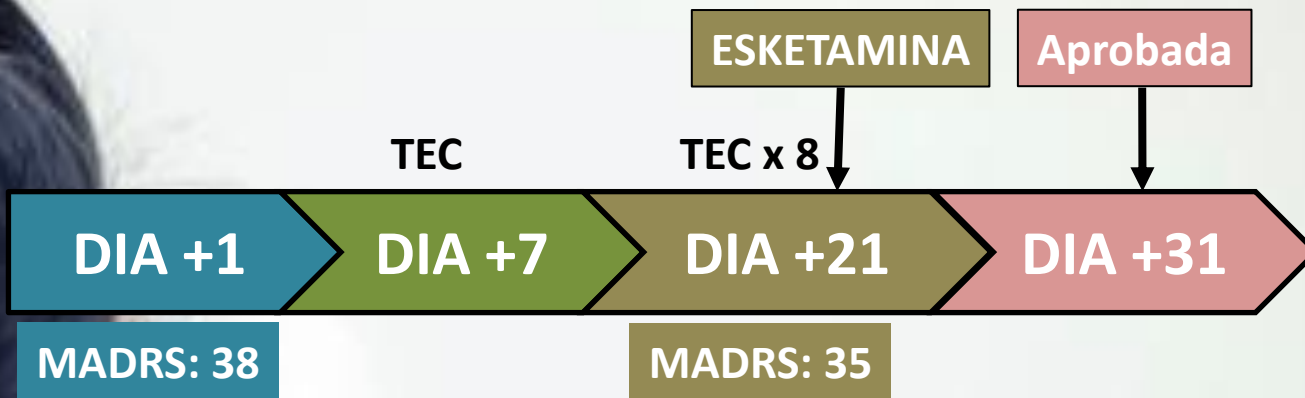 ESKETAMINA
Aprobada
TEC
TEC x 8
DIA +1
DIA +7
DIA +21
DIA +31
MADRS: 38
MADRS: 35